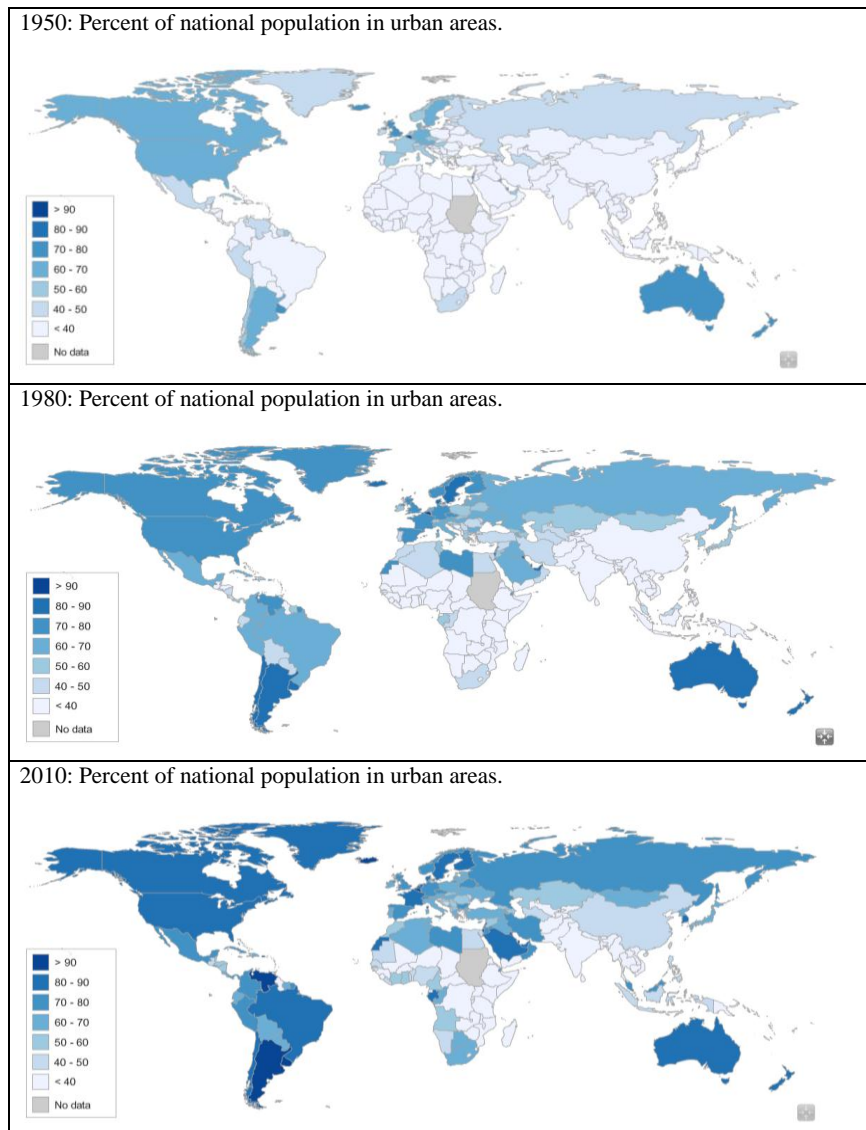 1950: Percent of national population in urban areas.
> 90
80 - 90
70 - 80
60 - 70
50 - 60
40 - 50
< 40
No data
1980: Percent of national population in urban areas.
> 90
80 - 90
70 - 80
60 - 70
50 - 60
40 - 50
< 40
No data
2010: Percent of national population in urban areas.
> 90
80 - 90
70 - 80
60 - 70
50 - 60
40 - 50
< 40
No data